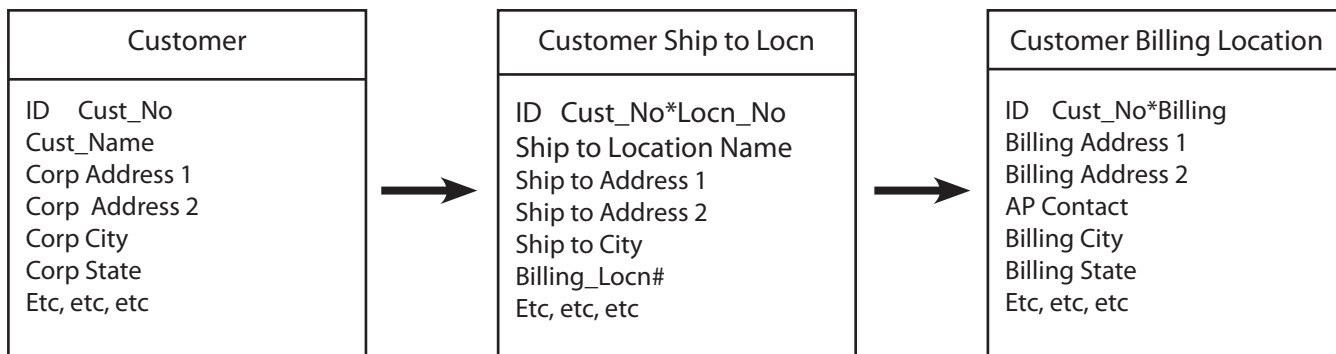 Customer
ID Cust_No
Cust_Name
Corp Address 1
Corp Address 2
Corp City
Corp State
Etc, etc, etc
Customer Ship to Locn
ID Cust_No*Locn_No
Ship to Location Name
Ship to Address 1
Ship to Address 2
Ship to City
Billing_Locn#
Etc, etc, etc
Customer Billing Location
ID Cust_No*Billing
Billing Address 1
Billing Address 2
AP Contact
Billing City
Billing State
Etc, etc, etc